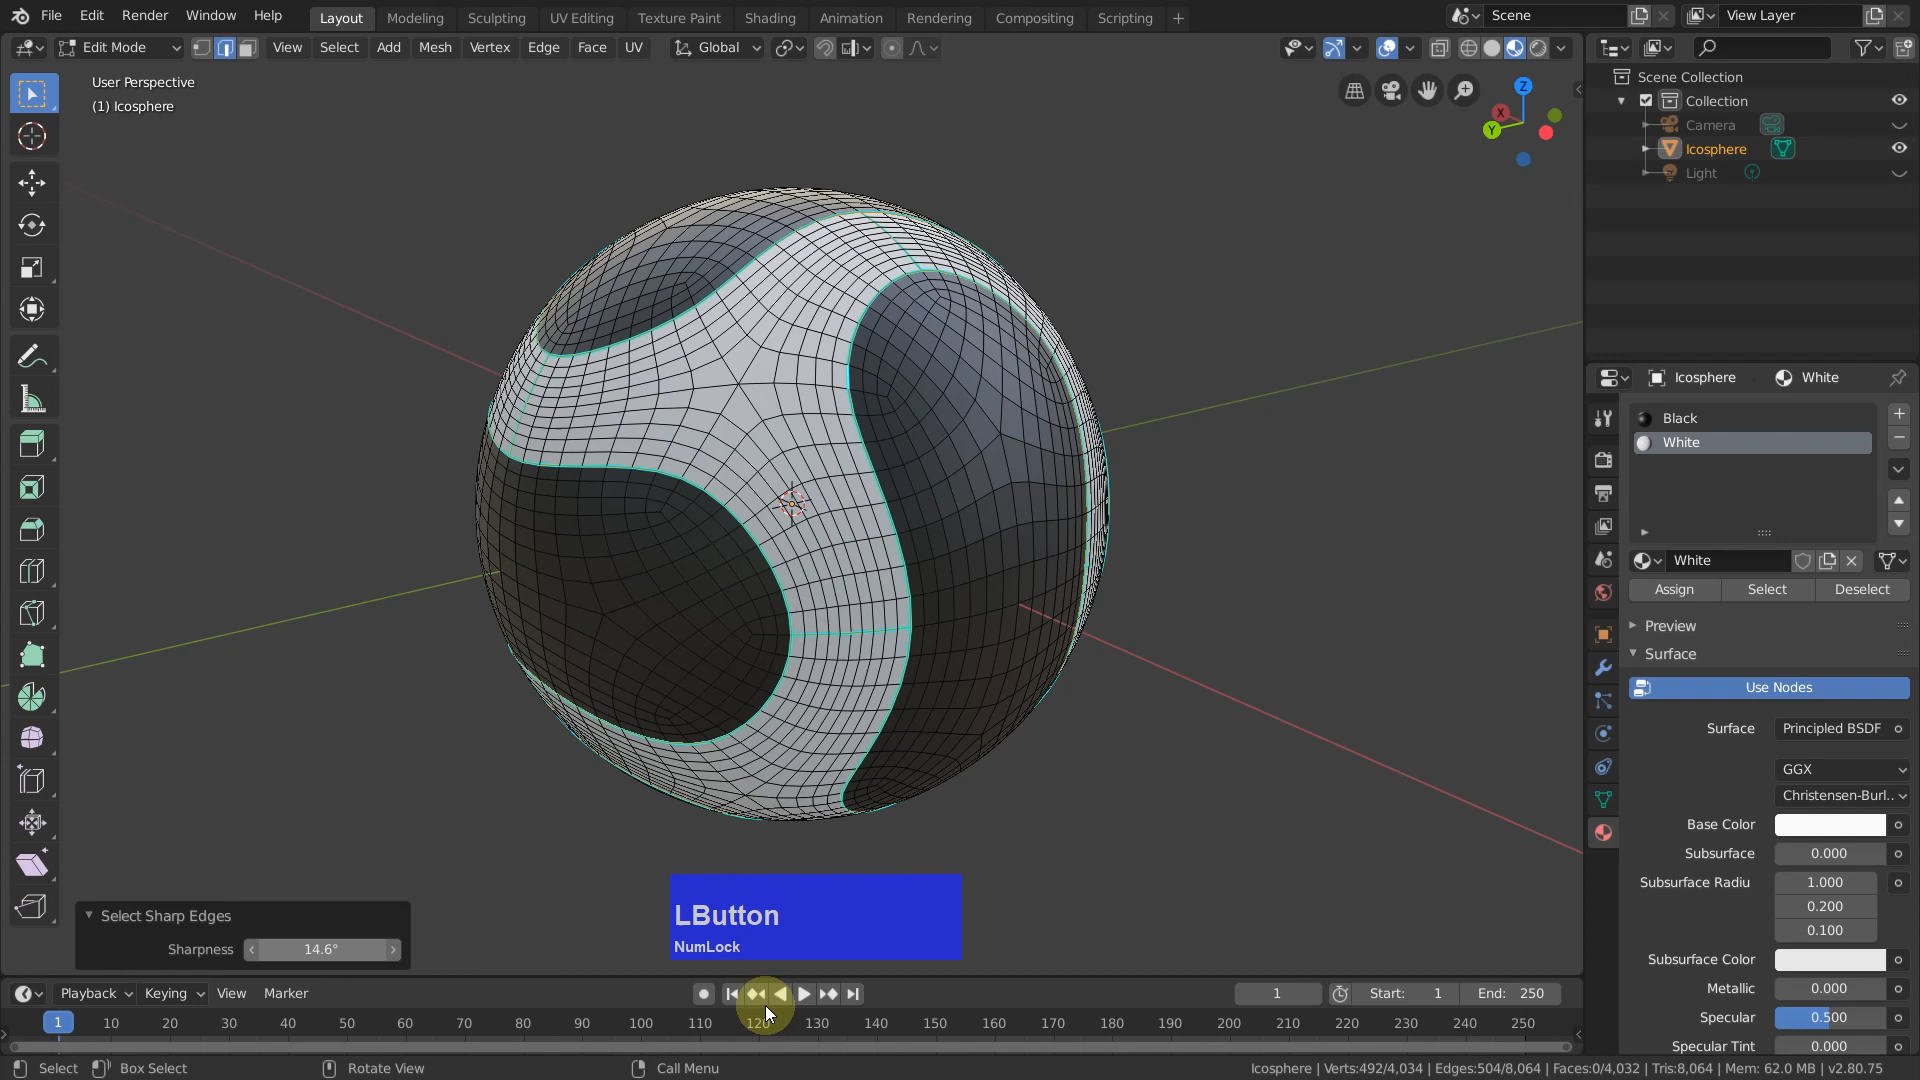 File Edit Render Window Help
Layout Modeling Sculpting UV Editing Texture Paint Shading Animation Rendering Compositing Scripting +
Scene
View Layer
Edit Mode View Select Add Mesh Vertex Edge Face UV Global
User Perspective
(1) Icosphere
Z
X
Y
Scene Collection
Collection
Camera
Icosphere
Light
Icosphere White
Black
White
White
Assign Select Deselect
Preview
Surface
Use Nodes
Surface Principled BSDF
GGX
Christensen-Burl..
Base Color
Subsurface 0.000
Subsurface Radiu 1.000
0.200
0.100
Subsurface Color
Metallic 0.000
Specular 0.500
Specular Tint 0.000
Select Sharp Edges
Sharpness 14.6°
LButton
NumLock
Playback Keying View Marker
1 Start: 1 End: 250
1 10 20 30 40 50 60 70 80 90 100 110 120 130 140 150 160 170 180 190 200 210 220 230 240 250
Select Box Select Rotate View Call Menu
Icosphere | Verts:492/4,034 | Edges:504/8,064 | Faces:0/4,032 | Tris:8,064 | Mem: 62.0 MB | v2.80.75